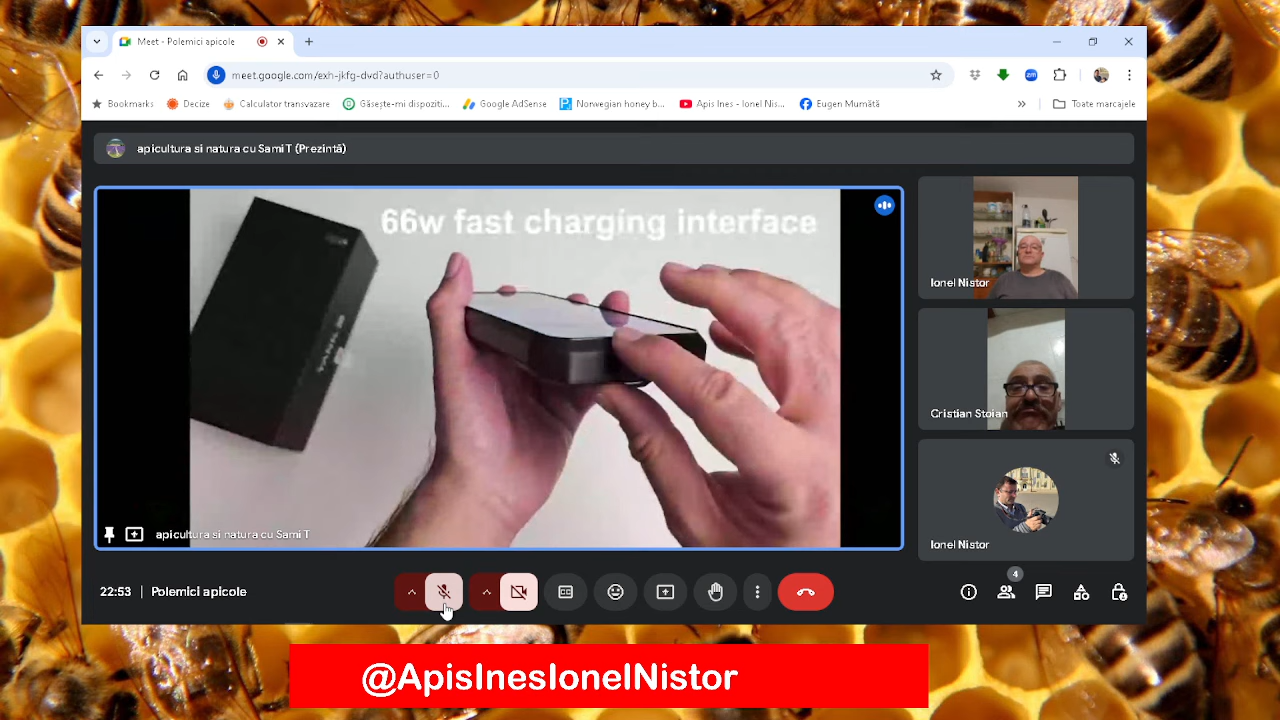 Meet - Polemici apicole
meet.google.com/exh-jkfg-dvd?authuser=0
Bookmarks
Decize
Calculator transvazare
Găsește-mi dispoziti...
Google AdSense
Norwegian honey b...
Apis Ines - Ionel Nis...
Eugen Mumătă
Toate marcajele
apicultura si natura cu Sami T (Prezintă)
66w fast charging interface
apicultura si natura cu Sami T
Ionel Nistor
Cristian Stoian
Ionel Nistor
22:53 | Polemici apicole
4
@ApisInesIonelNistor